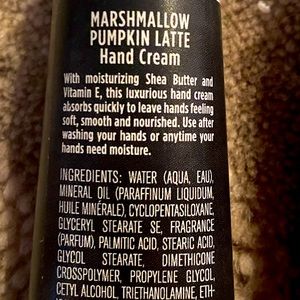 MARSHMALLOW
PUMPKIN LATTE
Hand Cream
With moisturizing Shea Butter and
Vitamin E, this luxurious hand cream
absorbs quickly to leave hands feeling
soft, smooth and nourished. Use after
washing your hands or anytime your
hands need moisture.
INGREDIENTS: WATER (AQUA, EAU),
MINERAL OIL (PARAFFINUM LIQUIDUM,
HUILE MINÉRALE), CYCLOPENTASILOXANE,
GLYCERYL STEARATE SE, FRAGRANCE
(PARFUM), PALMITIC ACID, STEARIC ACID,
GLYCOL STEARATE, DIMETHICONE
CROSSPOLYMER, PROPYLENE GLYCOL,
CETYL ALCOHOL, TRIETHANOLAMINE, ETH-